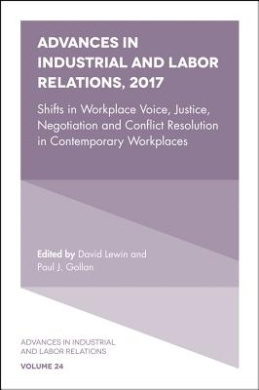 ADVANCES IN
INDUSTRIAL AND LABOR
RELATIONS, 2017
Shifts in Workplace Voice, Justice,
Negotiation and Conflict Resolution
in Contemporary Workplaces
Edited by David Lewin and
Paul J. Gollan
ADVANCES IN INDUSTRIAL
AND LABOR RELATIONS
VOLUME 24